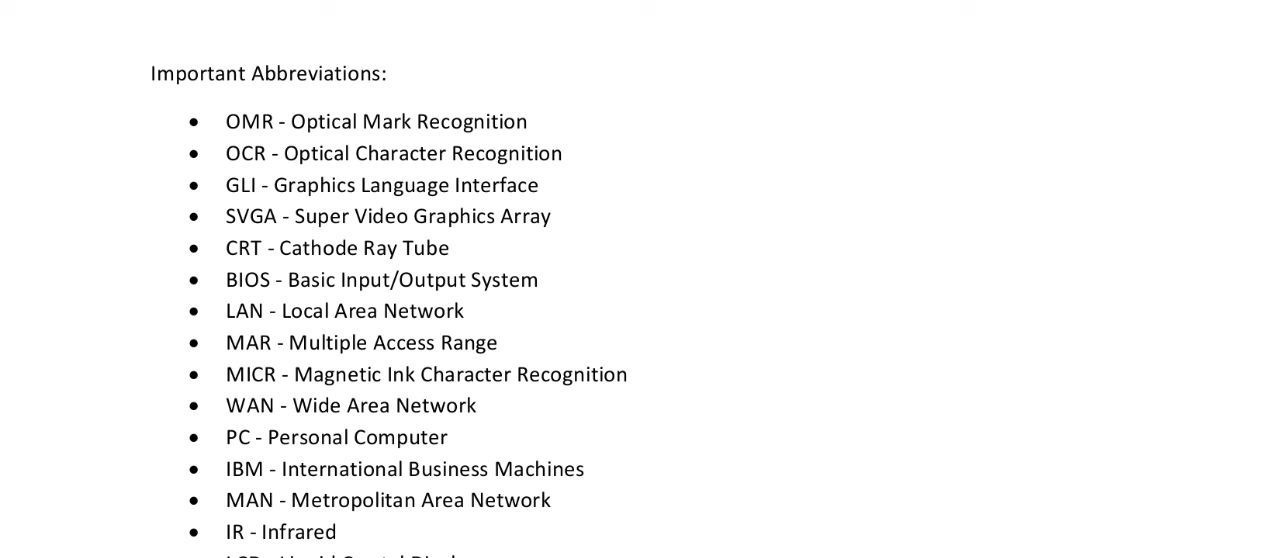 Important Abbreviations:
• OMR - Optical Mark Recognition
• OCR - Optical Character Recognition
• GLI - Graphics Language Interface
• SVGA - Super Video Graphics Array
• CRT - Cathode Ray Tube
• BIOS - Basic Input/Output System
• LAN - Local Area Network
• MAR - Multiple Access Range
• MICR - Magnetic Ink Character Recognition
• WAN - Wide Area Network
• PC - Personal Computer
• IBM - International Business Machines
• MAN - Metropolitan Area Network
• IR - Infrared